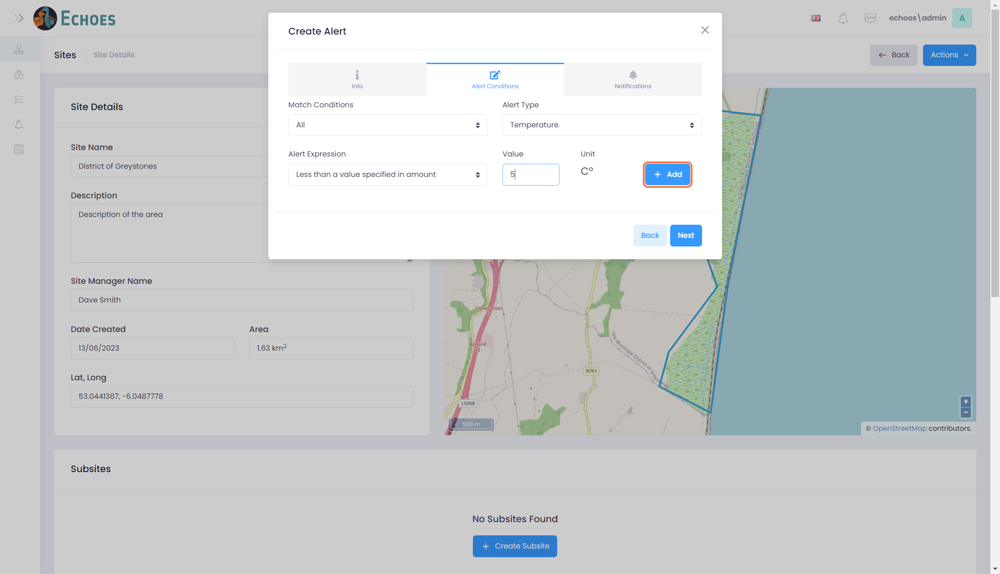 ECHOES
echoes\admin
A
Sites
Site Details
Back
Actions
Create Alert
Info
Alert Conditions
Notifications
Match Conditions
Alert Type
All
Temperature
Alert Expression
Value
Unit
Less than a value specified in amount
5
C°
Add
Back
Next
Site Details
Site Name
District of Greystones
Description
Description of the area
Site Manager Name
Dave Smith
Date Created
Area
13/06/2023
1.63 km²
Lat, Long
53.0441367, -6.0487778
The Municipal District of Greystones
Coynes Cross
14
Ashford
15
The Municipal District of Greystones
R761
L5068
500 m
+
−
© OpenStreetMap contributors.
Subsites
No Subsites Found
Create Subsite